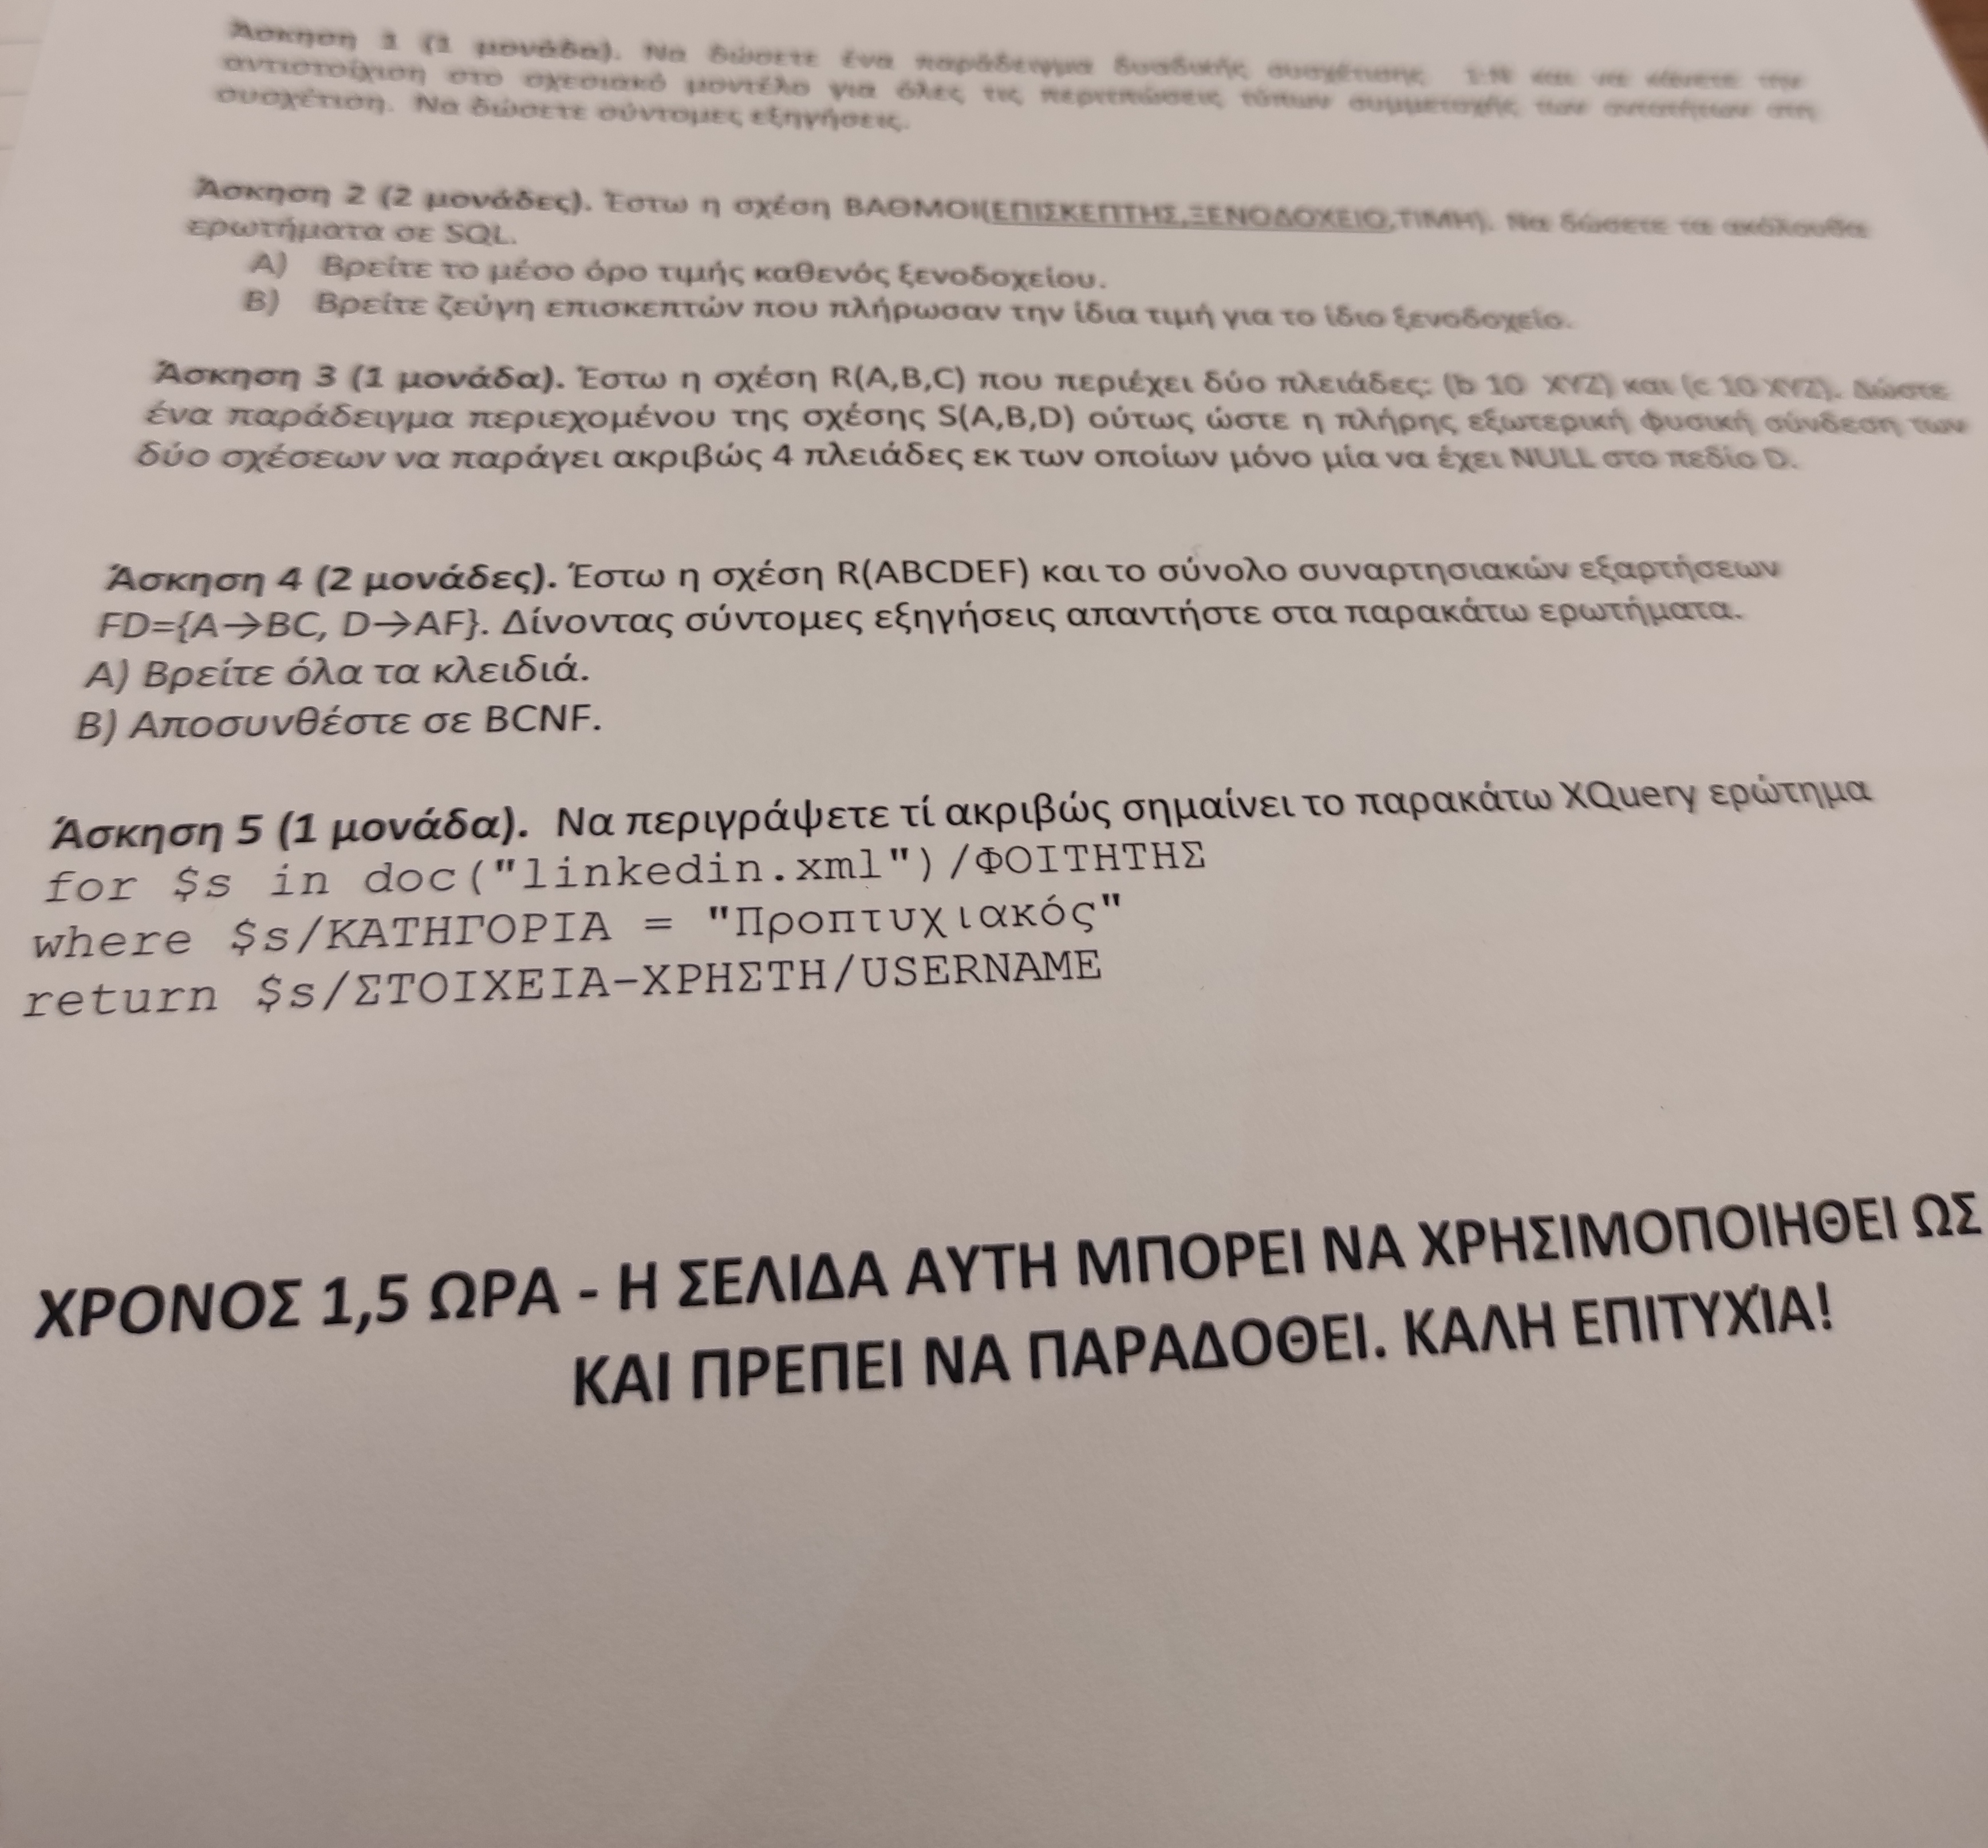 Άσκηση 1 (1 μονάδα). Να δώσετε ένα παράδειγμα δυαδικής συσχέτισης 1:N και να κάνετε την
αντιστοίχιση στο σχεσιακό μοντέλο για όλες τις περιπτώσεις τύπων συμμετοχής των οντοτήτων στη
συσχέτιση. Να δώσετε σύντομες εξηγήσεις.
Άσκηση 2 (2 μονάδες). Έστω η σχέση ΒΑΘΜΟΙ(ΕΠΙΣΚΕΠΤΗΣ,ΞΕΝΟΔΟΧΕΙΟ,ΤΙΜΗ). Να δώσετε τα ακόλουθα
ερωτήματα σε SQL.
Α) Βρείτε το μέσο όρο τιμής καθενός ξενοδοχείου.
Β) Βρείτε ζεύγη επισκεπτών που πλήρωσαν την ίδια τιμή για το ίδιο ξενοδοχείο.
Άσκηση 3 (1 μονάδα). Έστω η σχέση R(A,B,C) που περιέχει δύο πλειάδες: (b 10 XYZ) και (c 10 XYZ). Δώστε
ένα παράδειγμα περιεχομένου της σχέσης S(A,B,D) ούτως ώστε η πλήρης εξωτερική φυσική σύνδεση των
δύο σχέσεων να παράγει ακριβώς 4 πλειάδες εκ των οποίων μόνο μία να έχει NULL στο πεδίο D.
Άσκηση 4 (2 μονάδες). Έστω η σχέση R(ABCDEF) και το σύνολο συναρτησιακών εξαρτήσεων
FD={A→BC, D→AF}. Δίνοντας σύντομες εξηγήσεις απαντήστε στα παρακάτω ερωτήματα.
Α) Βρείτε όλα τα κλειδιά.
Β) Αποσυνθέστε σε BCNF.
Άσκηση 5 (1 μονάδα). Να περιγράψετε τί ακριβώς σημαίνει το παρακάτω XQuery ερώτημα
for $s in doc("linkedin.xml")/ΦΟΙΤΗΤΗΣ
where $s/ΚΑΤΗΓΟΡΙΑ = "Προπτυχιακός"
return $s/ΣΤΟΙΧΕΙΑ-ΧΡΗΣΤΗ/USERNAME
ΧΡΟΝΟΣ 1,5 ΩΡΑ - Η ΣΕΛΙΔΑ ΑΥΤΗ ΜΠΟΡΕΙ ΝΑ ΧΡΗΣΙΜΟΠΟΙΗΘΕΙ ΩΣ
ΚΑΙ ΠΡΕΠΕΙ ΝΑ ΠΑΡΑΔΟΘΕΙ. ΚΑΛΗ ΕΠΙΤΥΧΊΑ!